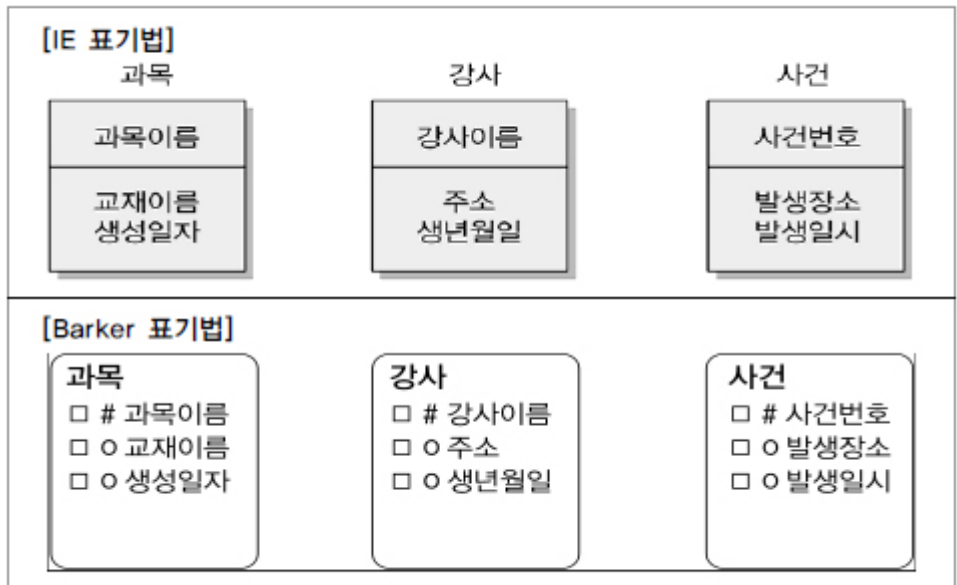 [IE 표기법]
과목 강사 사건
과목이름 강사이름 사건번호
교재이름 주소 발생장소
생성일자 생년월일 발생일시
[Barker 표기법]
과목 강사 사건
□ # 과목이름 □ # 강사이름 □ # 사건번호
□ o 교재이름 □ o 주소 □ o 발생장소
□ o 생성일자 □ o 생년월일 □ o 발생일시